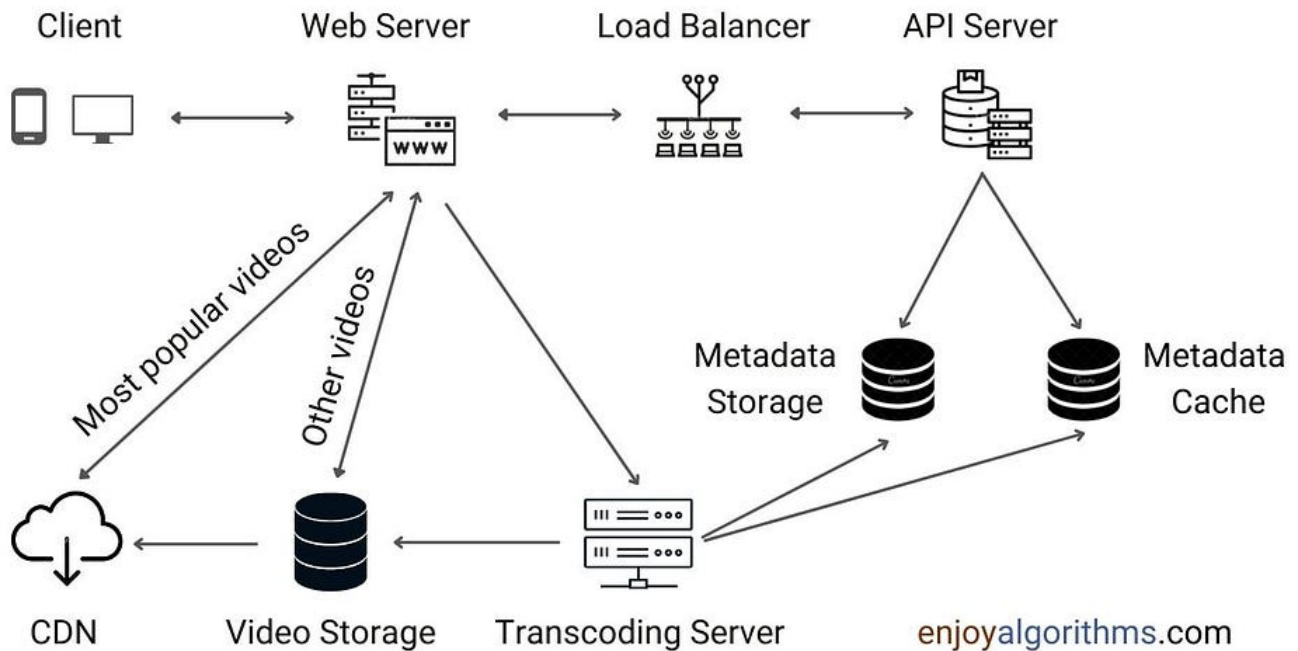 Client
Web Server
Load Balancer
API Server
WWW
Most popular videos
Other videos
Metadata
Storage
Metadata
Cache
CDN
Video Storage
Transcoding Server
enjoyalgorithms.com